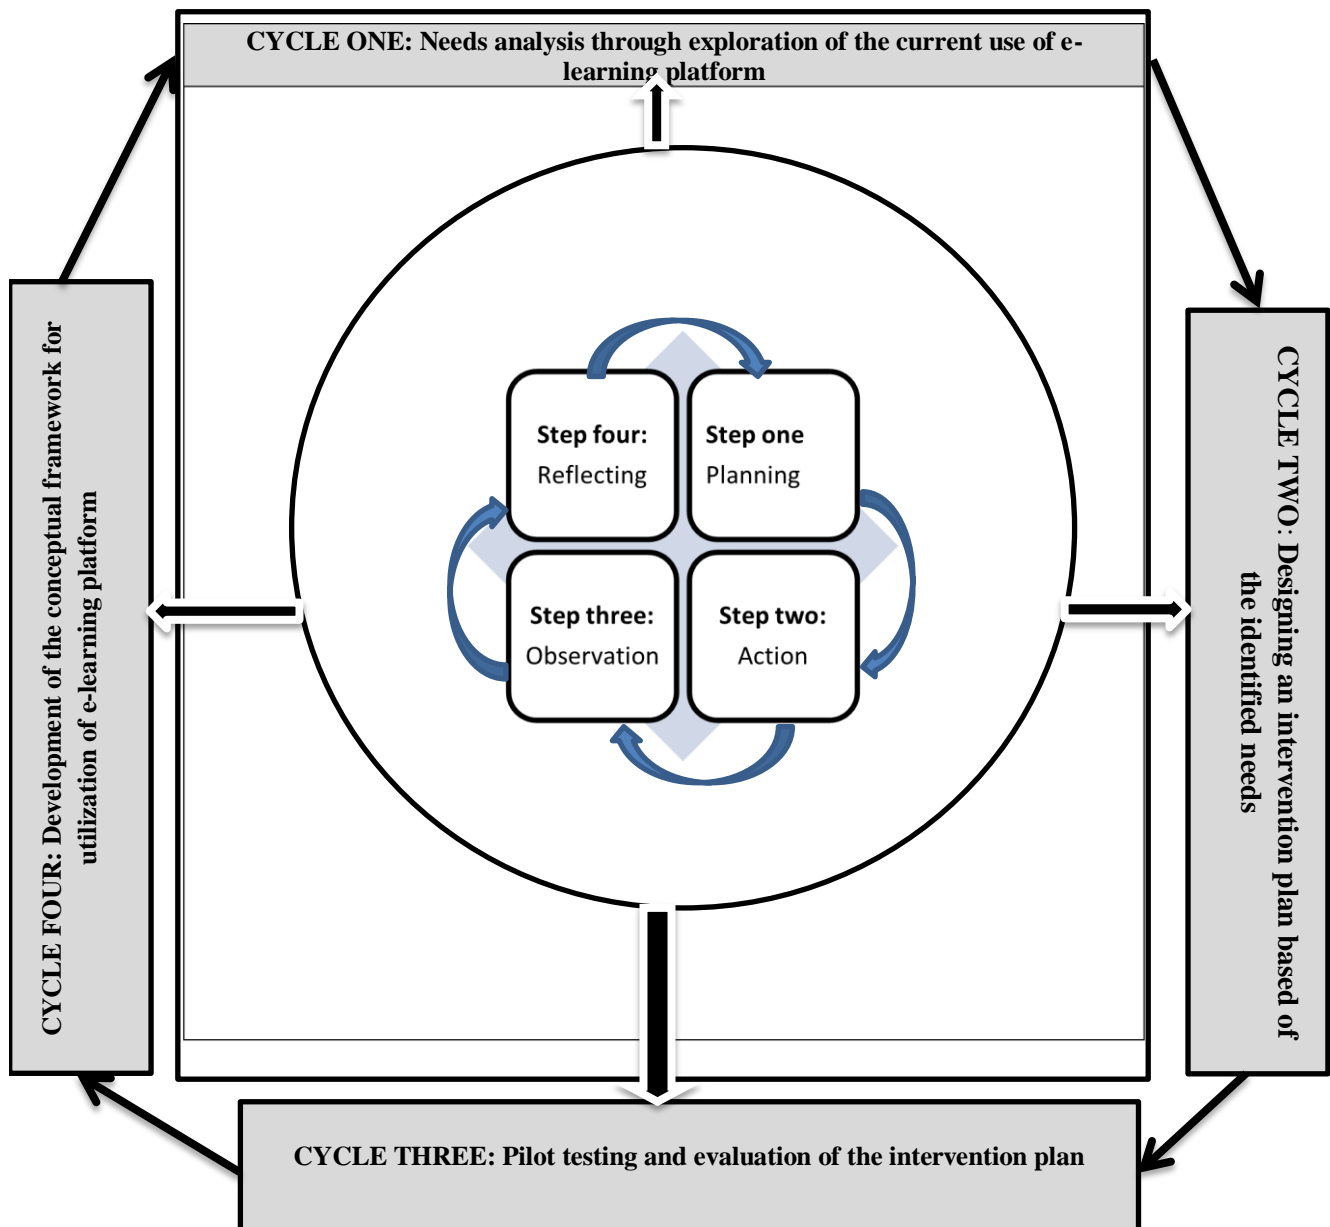 CYCLE ONE: Needs analysis through exploration of the current use of e-
learning platform
CYCLE FOUR: Development of the conceptual framework for
utilization of e-learning platform
Step four:
Reflecting
Step one
Planning
Step three:
Observation
Step two:
Action
CYCLE TWO: Designing an intervention plan based of
the identified needs
CYCLE THREE: Pilot testing and evaluation of the intervention plan